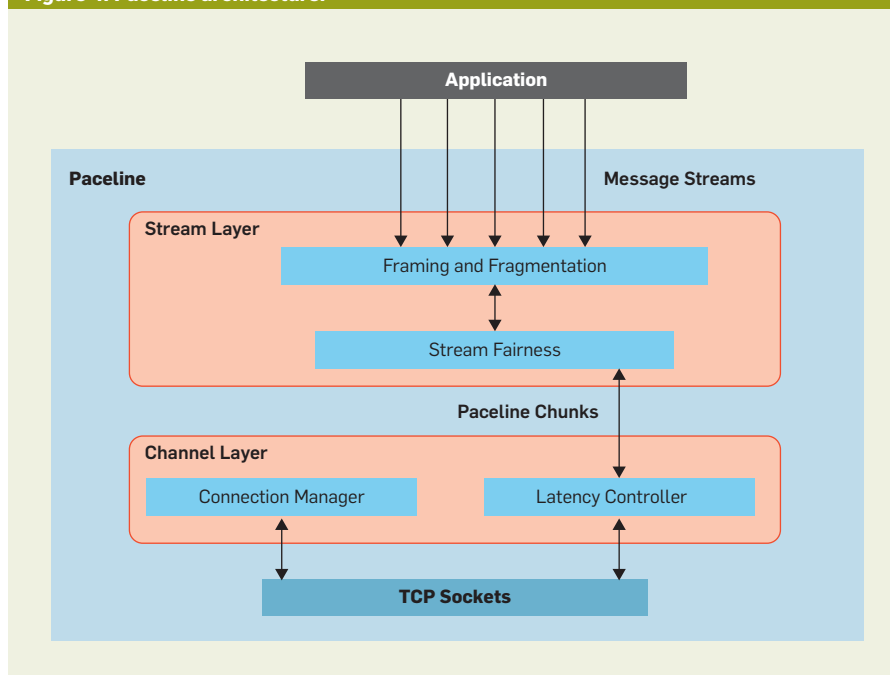 Application
Paceline
Message Streams
Stream Layer
Framing and Fragmentation
Stream Fairness
Paceline Chunks
Channel Layer
Connection Manager
Latency Controller
TCP Sockets